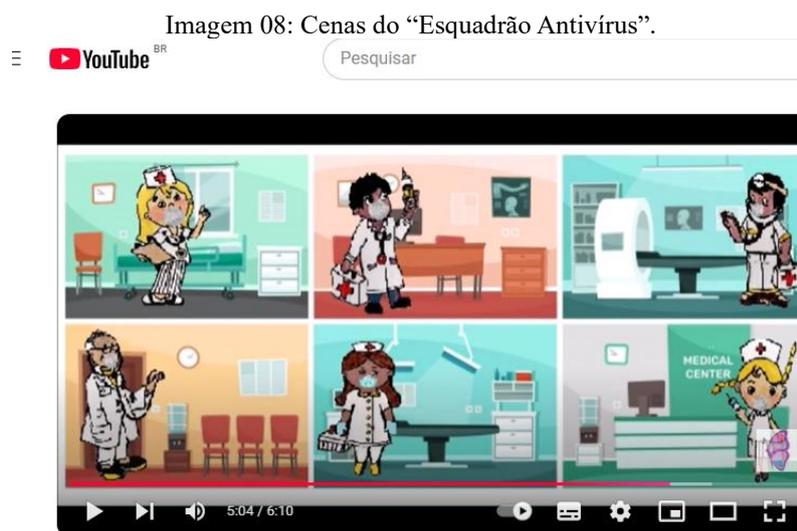 Imagem 08: Cenas do “Esquadrão Antivírus”.
YouTube BR
Pesquisar
MEDICAL
CENTER
5:04 / 6:10